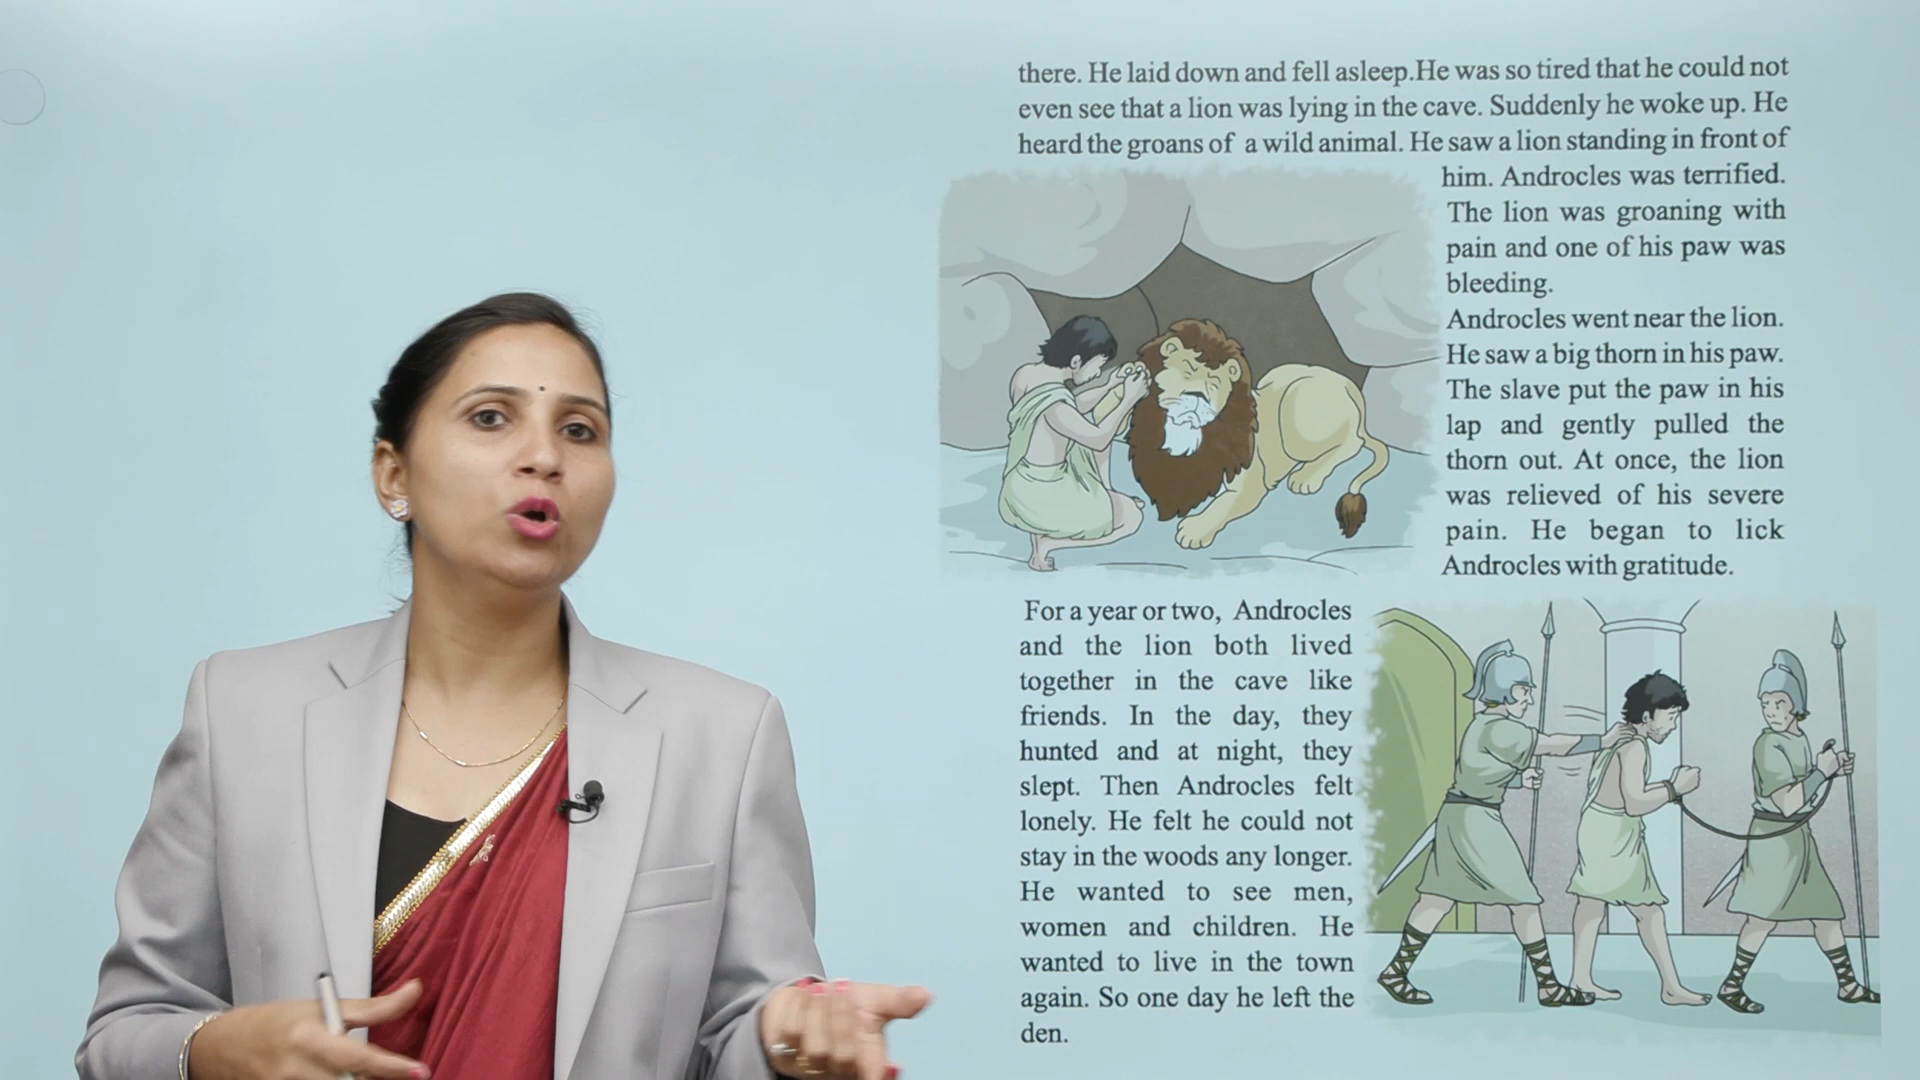 there. He laid down and fell asleep.He was so tired that he could not
even see that a lion was lying in the cave. Suddenly he woke up. He
heard the groans of a wild animal. He saw a lion standing in front of
him. Androcles was terrified.
The lion was groaning with
pain and one of his paw was
bleeding.
Androcles went near the lion.
He saw a big thorn in his paw.
The slave put the paw in his
lap and gently pulled the
thorn out. At once, the lion
was relieved of his severe
pain. He began to lick
Androcles with gratitude.
For a year or two, Androcles
and the lion both lived
together in the cave like
friends. In the day, they
hunted and at night, they
slept. Then Androcles felt
lonely. He felt he could not
stay in the woods any longer.
He wanted to see men,
women and children. He
wanted to live in the town
again. So one day he left the
den.